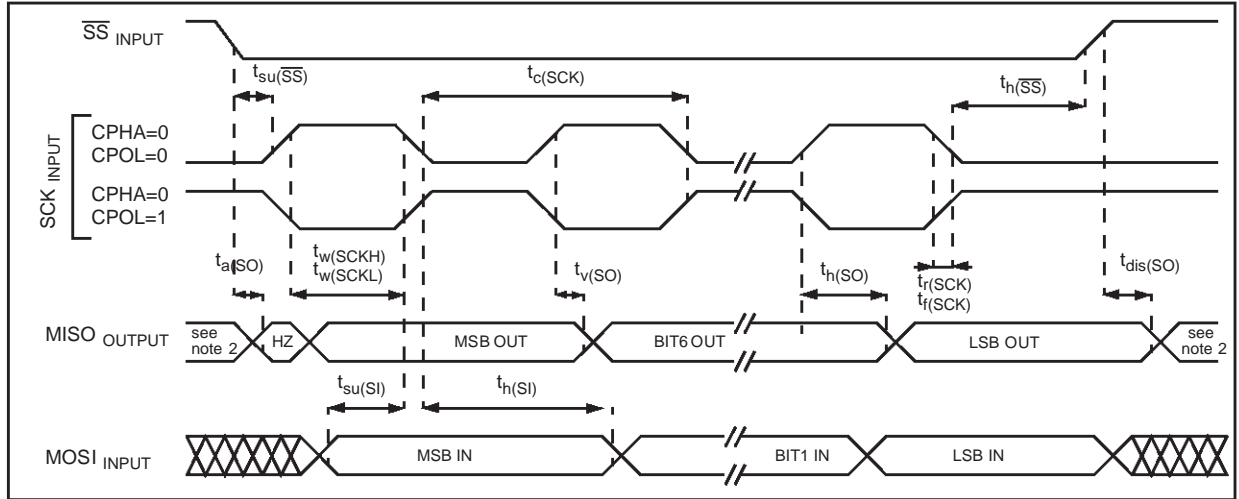 SS INPUT
tsu(SS)
tc(SCK)
th(SS)
SCK INPUT
CPHA=0
CPOL=0
CPHA=0
CPOL=1
ta(SO)
tw(SCKH)
tw(SCKL)
tv(SO)
th(SO)
tr(SCK)
tf(SCK)
tdis(SO)
MISO OUTPUT
see
note 2
HZ
MSB OUT
BIT6 OUT
LSB OUT
see
note 2
tsu(SI)
th(SI)
MOSI INPUT
MSB IN
BIT1 IN
LSB IN